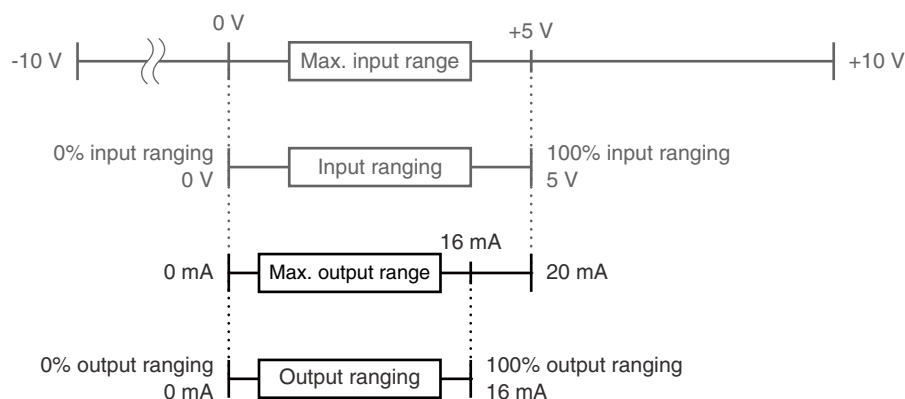 0 V
+5 V
-10 V
Max. input range
+10 V
0% input ranging
0 V
Input ranging
100% input ranging
5 V
16 mA
0 mA
Max. output range
20 mA
0% output ranging
0 mA
Output ranging
100% output ranging
16 mA